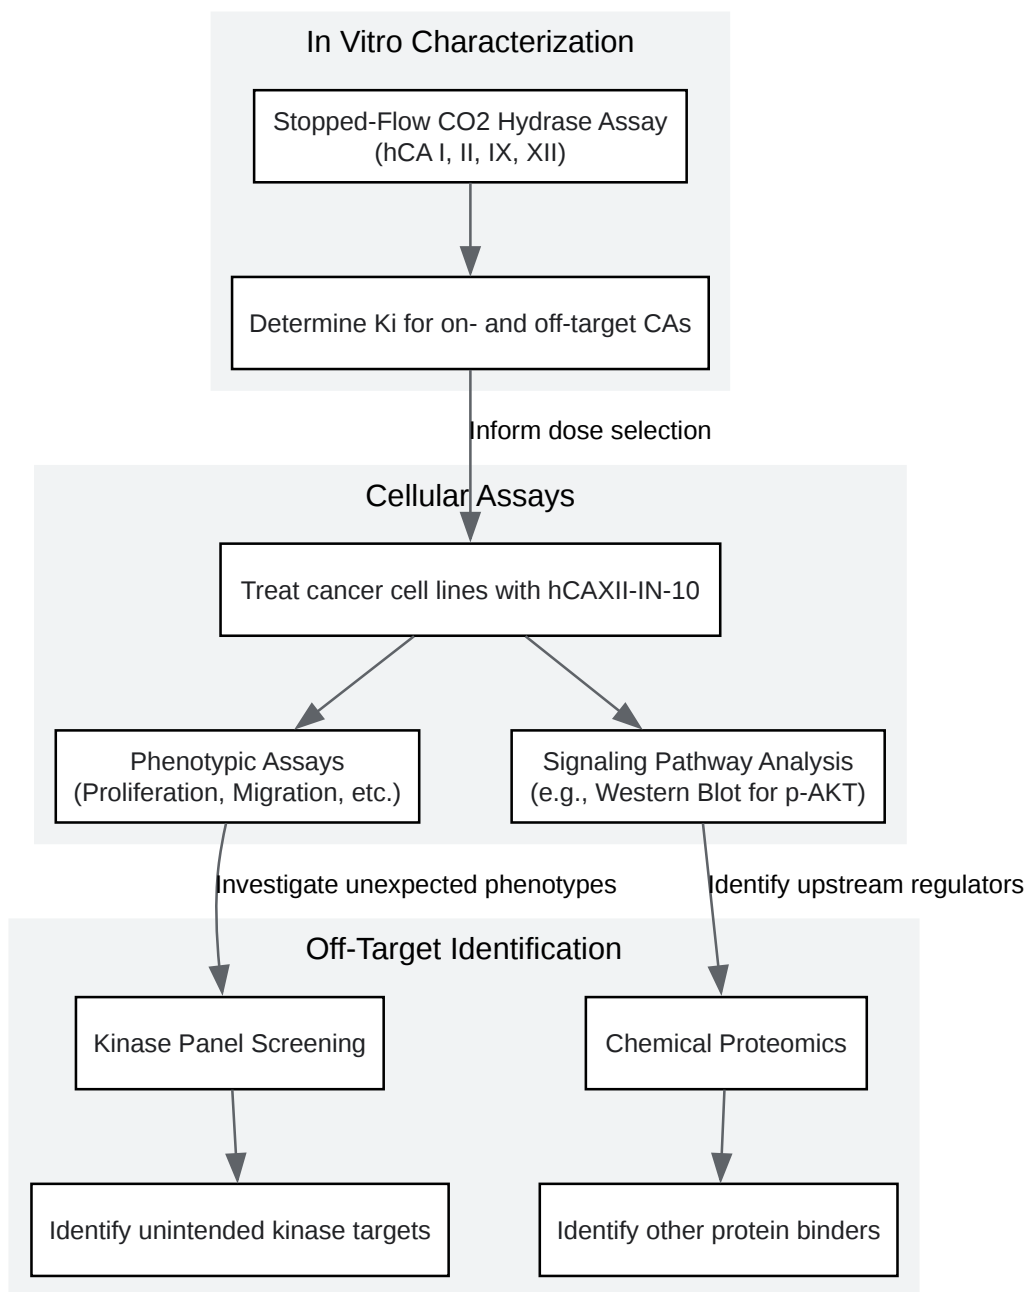 In Vitro Characterization
Stopped-Flow CO2 Hydrase Assay
(hCA I, II, IX, XII)
Determine Ki for on- and off-target CAs
Inform dose selection
Cellular Assays
Treat cancer cell lines with hCAXII-IN-10
Phenotypic Assays
(Proliferation, Migration, etc.)
Signaling Pathway Analysis
(e.g., Western Blot for p-AKT)
Investigate unexpected phenotypes
Identify upstream regulators
Off-Target Identification
Kinase Panel Screening
Chemical Proteomics
Identify unintended kinase targets
Identify other protein binders